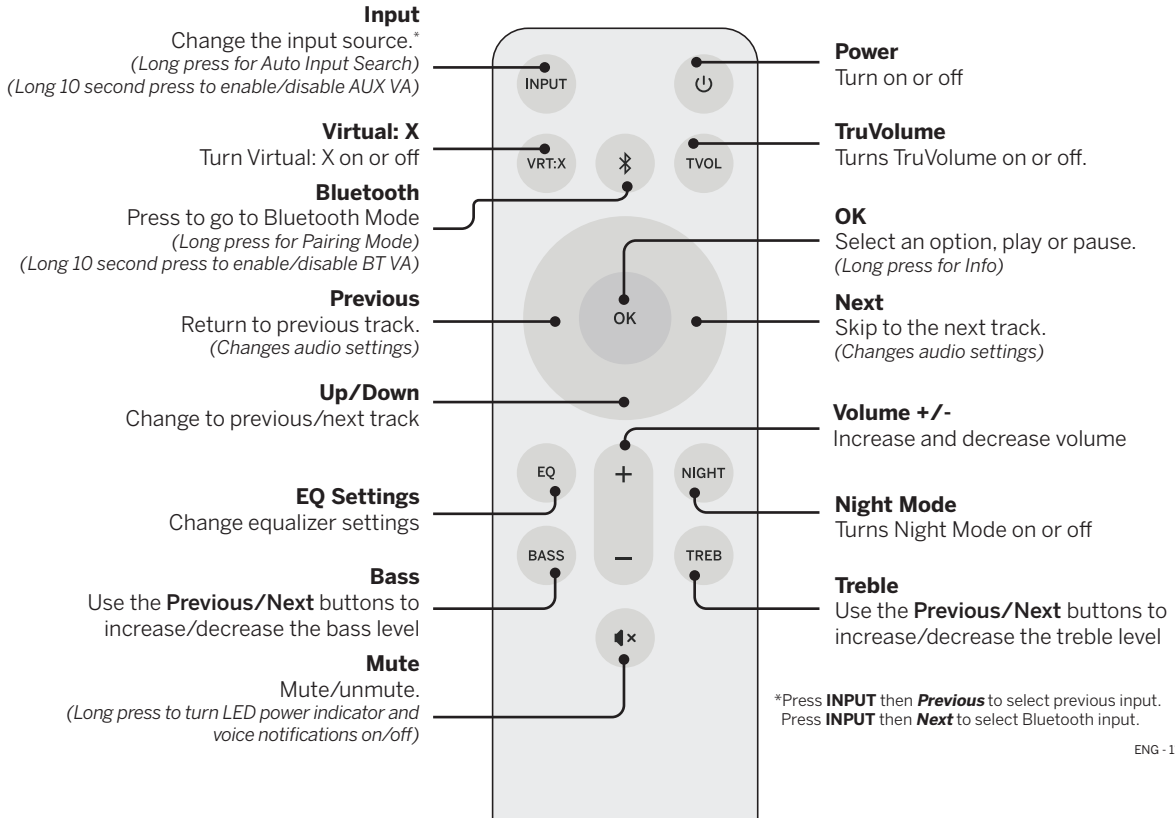 Input
Change the input source.*
(Long press for Auto Input Search)
(Long 10 second press to enable/disable AUX VA)
Virtual: X
Turn Virtual: X on or off
Bluetooth
Press to go to Bluetooth Mode
(Long press for Pairing Mode)
(Long 10 second press to enable/disable BT VA)
Previous
Return to previous track.
(Changes audio settings)
Up/Down
Change to previous/next track
EQ Settings
Change equalizer settings
Bass
Use the Previous/Next buttons to
increase/decrease the bass level
Mute
Mute/unmute.
(Long press to turn LED power indicator and
voice notifications on/off)
INPUT
VRT:X
TVOL
OK
EQ
+
NIGHT
BASS
–
TREB
Power
Turn on or off
TruVolume
Turns TruVolume on or off.
OK
Select an option, play or pause.
(Long press for Info)
Next
Skip to the next track.
(Changes audio settings)
Volume +/-
Increase and decrease volume
Night Mode
Turns Night Mode on or off
Treble
Use the Previous/Next buttons to
increase/decrease the treble level
*Press INPUT then Previous to select previous input.
Press INPUT then Next to select Bluetooth input.
ENG - 1